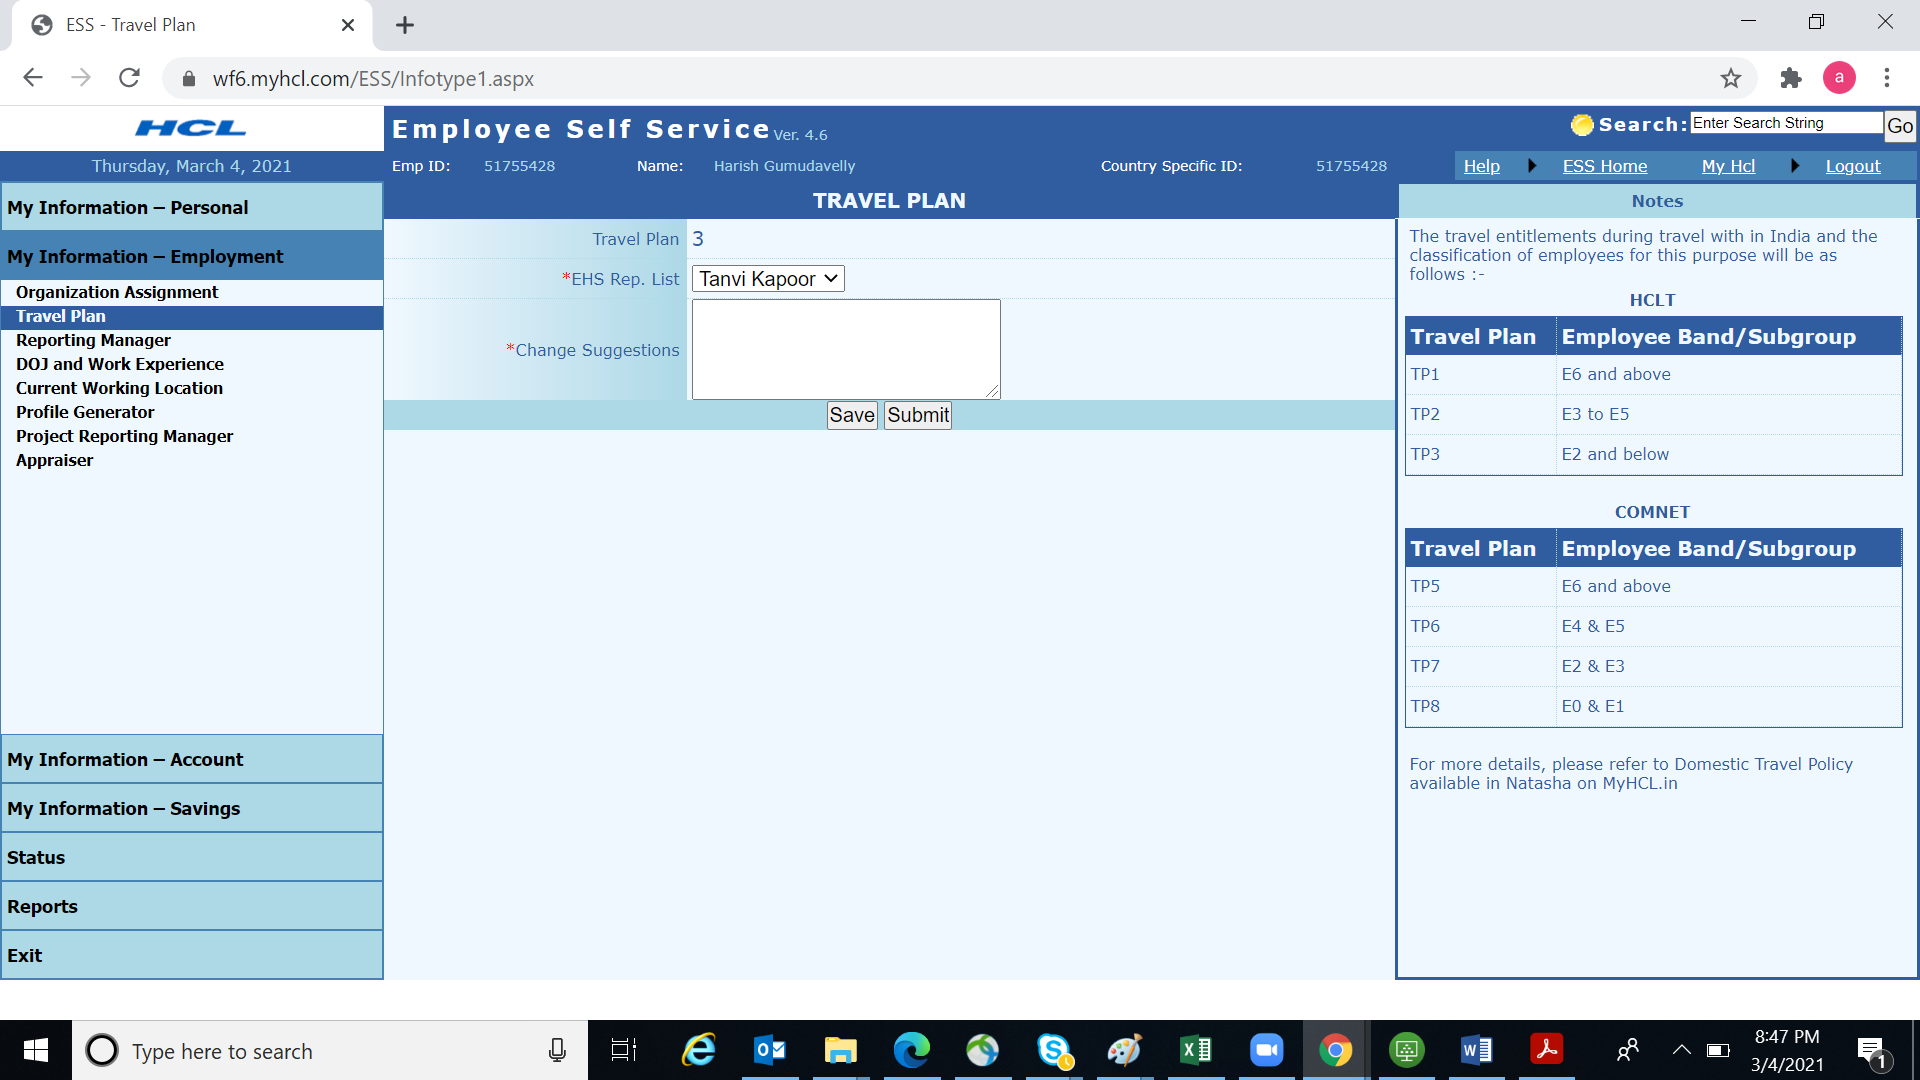 ESS - Travel Plan
wf6.myhcl.com/ESS/Infotype1.aspx
a
HCL
Employee Self Service Ver. 4.6
Search: Enter Search String Go
Thursday, March 4, 2021
Emp ID: 51755428 Name: Harish Gumudavelly Country Specific ID: 51755428
Help ESS Home My Hcl Logout
My Information – Personal
My Information – Employment
Organization Assignment
Travel Plan
Reporting Manager
DOJ and Work Experience
Current Working Location
Profile Generator
Project Reporting Manager
Appraiser
My Information – Account
My Information – Savings
Status
Reports
Exit
TRAVEL PLAN
Travel Plan 3
*EHS Rep. List Tanvi Kapoor
*Change Suggestions
Save Submit
Notes
The travel entitlements during travel with in India and the
classification of employees for this purpose will be as
follows :-
HCLT
Travel Plan Employee Band/Subgroup
TP1 E6 and above
TP2 E3 to E5
TP3 E2 and below
COMNET
Travel Plan Employee Band/Subgroup
TP5 E6 and above
TP6 E4 & E5
TP7 E2 & E3
TP8 E0 & E1
For more details, please refer to Domestic Travel Policy
available in Natasha on MyHCL.in
Type here to search
8:47 PM
3/4/2021
1